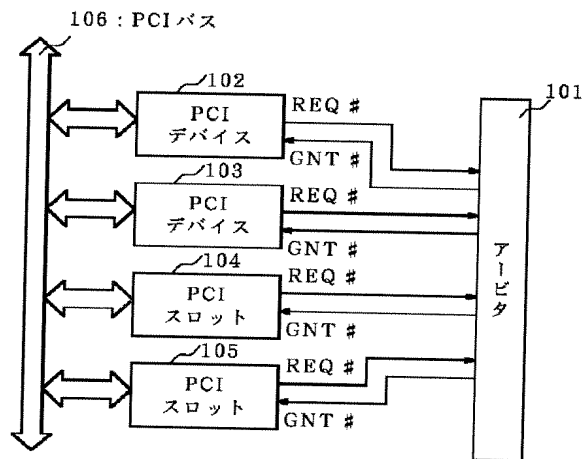 106:PCIバス
102
PCI
デバイス
REQ #
GNT #
101
アービタ
103
PCI
デバイス
REQ #
GNT #
104
PCI
スロット
REQ #
GNT #
105
PCI
スロット
REQ #
GNT #